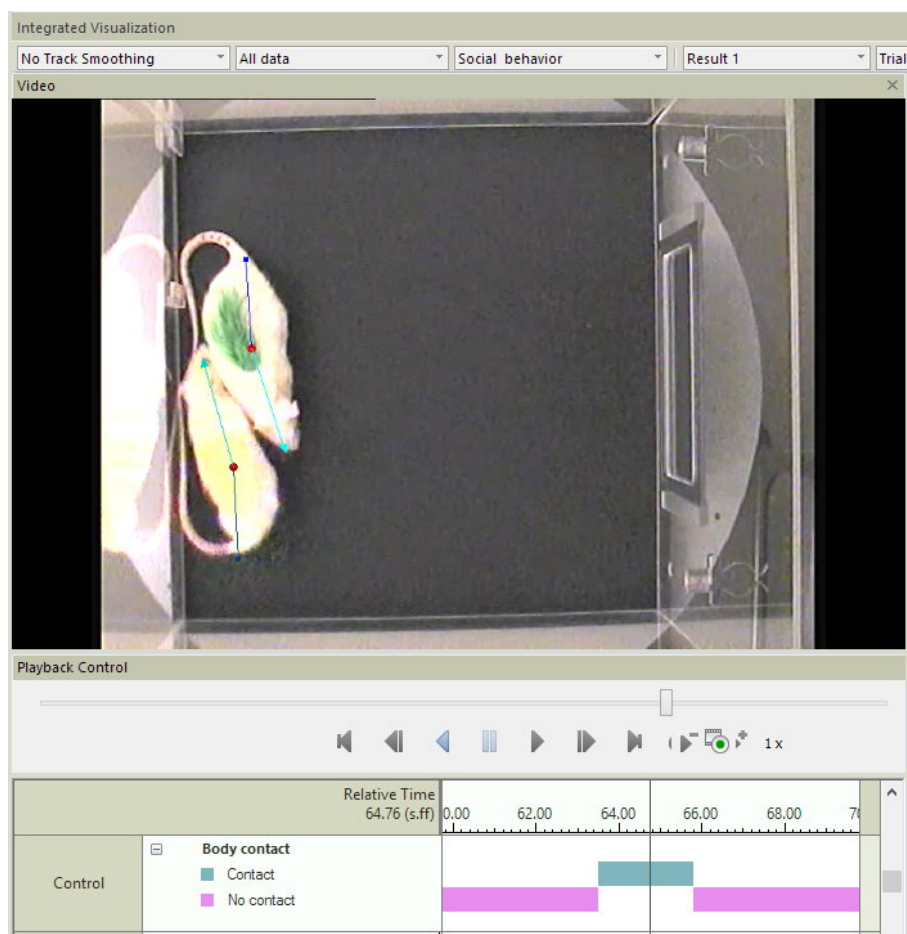 Integrated Visualization
No Track Smoothing All data Social behavior Result 1 Trial
Video
Playback Control
1 x
Relative Time
64.76 (s.ff) 0.00 62.00 64.00 66.00 68.00 70
Control
Body contact
Contact
No contact